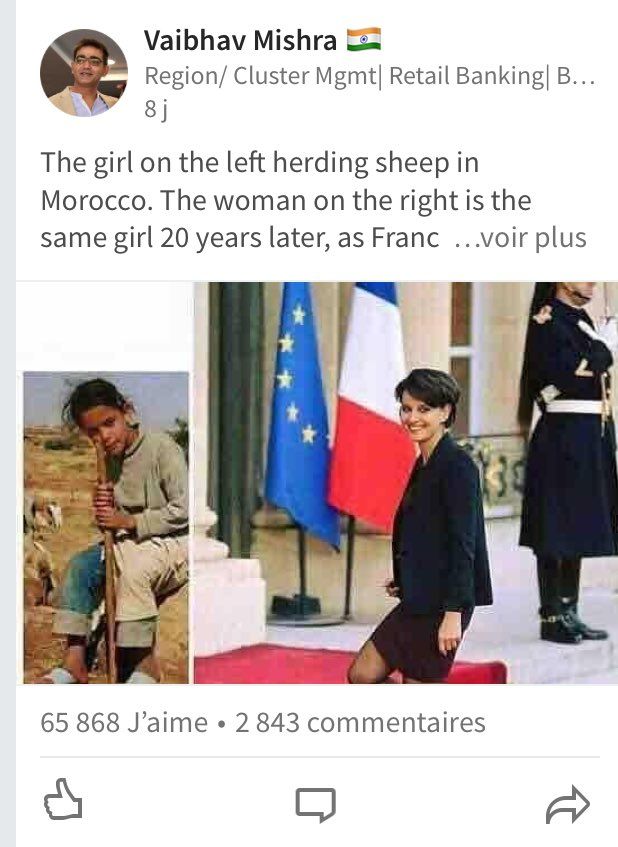 Vaibhav Mishra
Region/ Cluster Mgmt| Retail Banking| B...
8 j
The girl on the left herding sheep in
Morocco. The woman on the right is the
same girl 20 years later, as Franc ...voir plus
65 868 J’aime • 2 843 commentaires